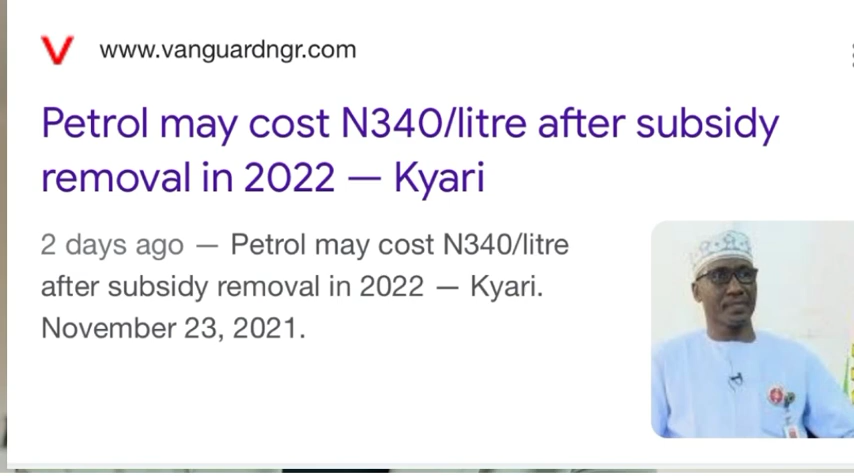 www.vanguardngr.com
Petrol may cost N340/litre after subsidy
removal in 2022 — Kyari
2 days ago — Petrol may cost N340/litre
after subsidy removal in 2022 — Kyari.
November 23, 2021.